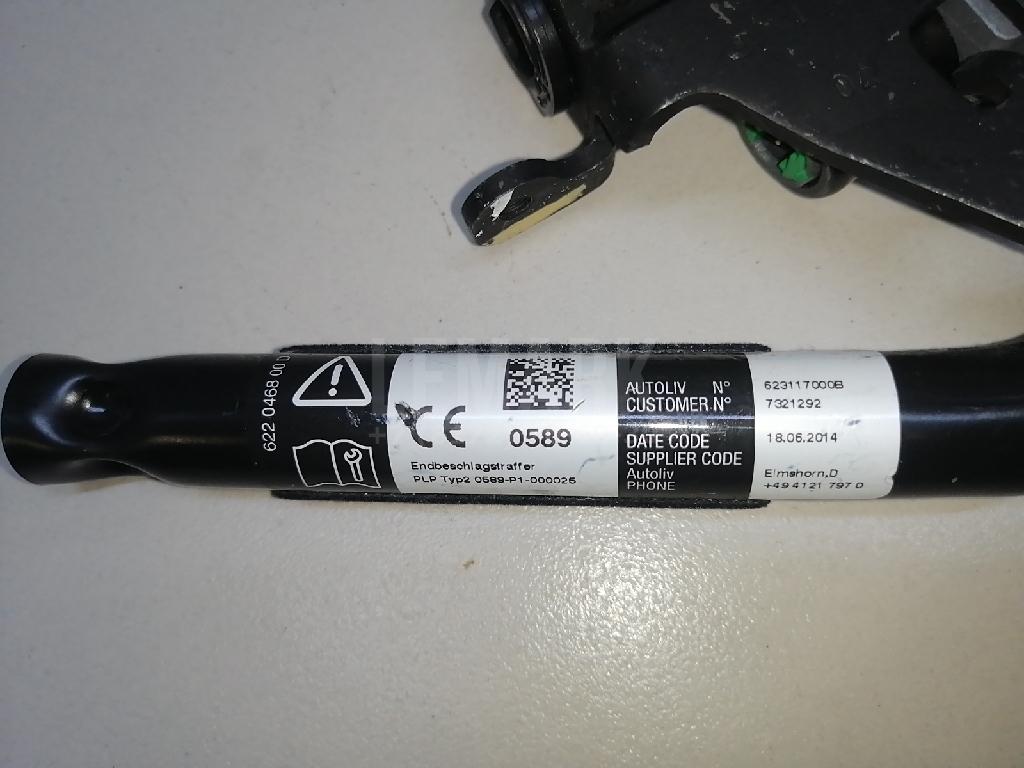 622 0468 00 D
CE
0589
Endbeschlagstraffer
PLP Typ2 0589-P1-000025
AUTOLIV N° 623117000B
CUSTOMER N° 7321292
DATE CODE 18.06.2014
SUPPLIER CODE
Autoliv Elmshorn.D
PHONE +49 4121 797 0